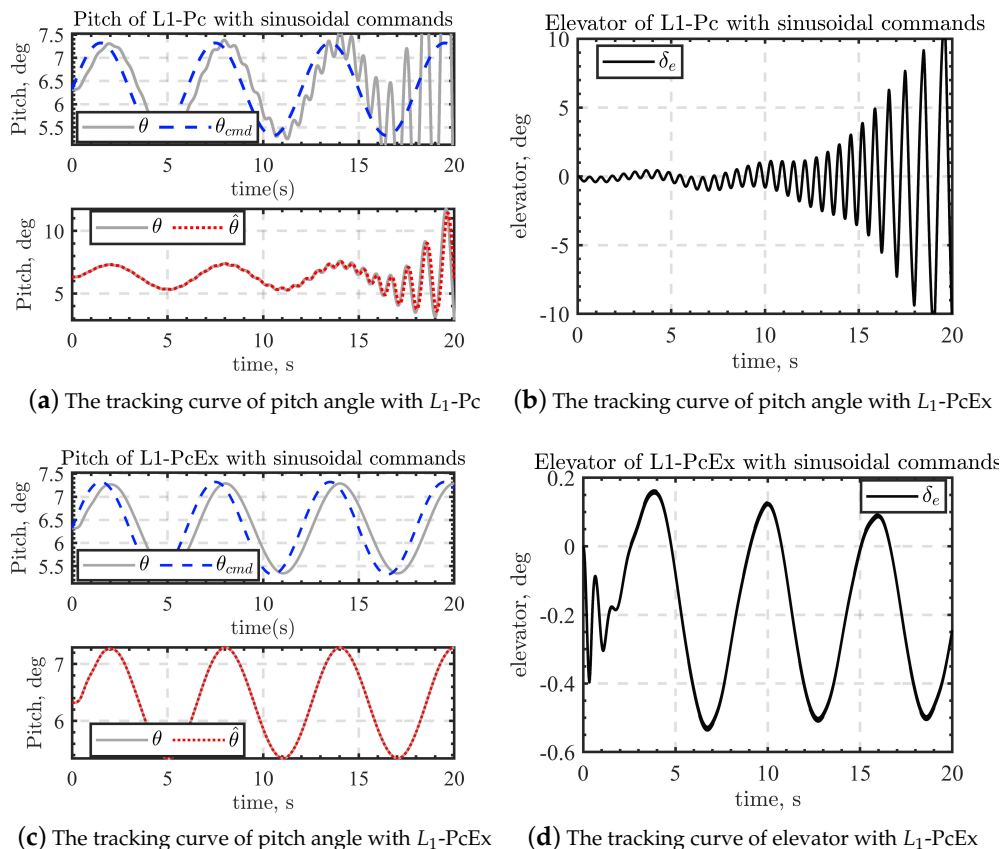 Pitch of L1-Pc with sinusoidal commands
7.5
7
6.5
6
5.5
Pitch, deg
θ θcmd
0 5 10 15 20
time(s)
10
5
Pitch, deg
θ θ̂
0 5 10 15 20
time, s
(a) The tracking curve of pitch angle with L1-Pc
Elevator of L1-Pc with sinusoidal commands
10
5
0
-5
-10
elevator, deg
δe
0 5 10 15 20
time, s
(b) The tracking curve of pitch angle with L1-PcEx
Pitch of L1-PcEx with sinusoidal commands
7.5
7
6.5
6
5.5
Pitch, deg
θ θcmd
0 5 10 15 20
time(s)
7
6
Pitch, deg
θ θ̂
0 5 10 15 20
time, s
(c) The tracking curve of pitch angle with L1-PcEx
Elevator of L1-PcEx with sinusoidal commands
0.2
0
-0.2
-0.4
-0.6
elevator, deg
δe
0 5 10 15 20
time, s
(d) The tracking curve of elevator with L1-PcEx